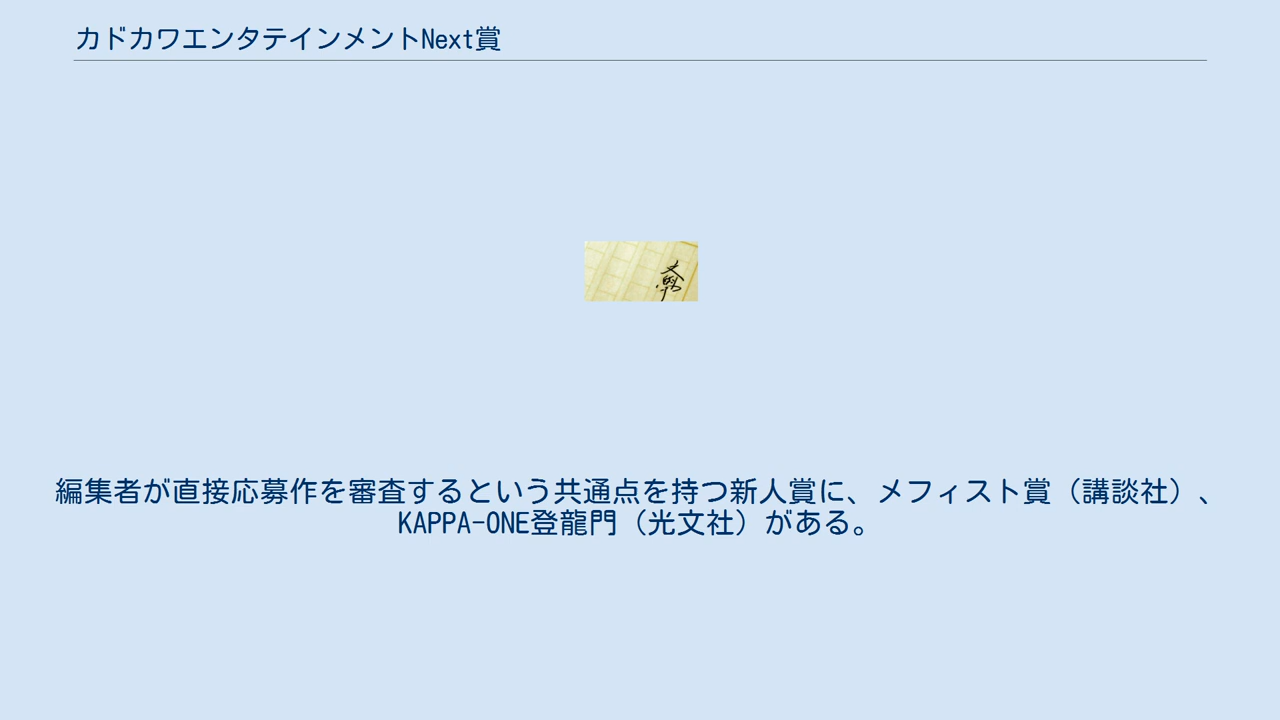 カドカワエンタテインメントNext賞
編集者が直接応募作を審査するという共通点を持つ新人賞に、メフィスト賞（講談社）、
KAPPA-ONE登龍門（光文社）がある。